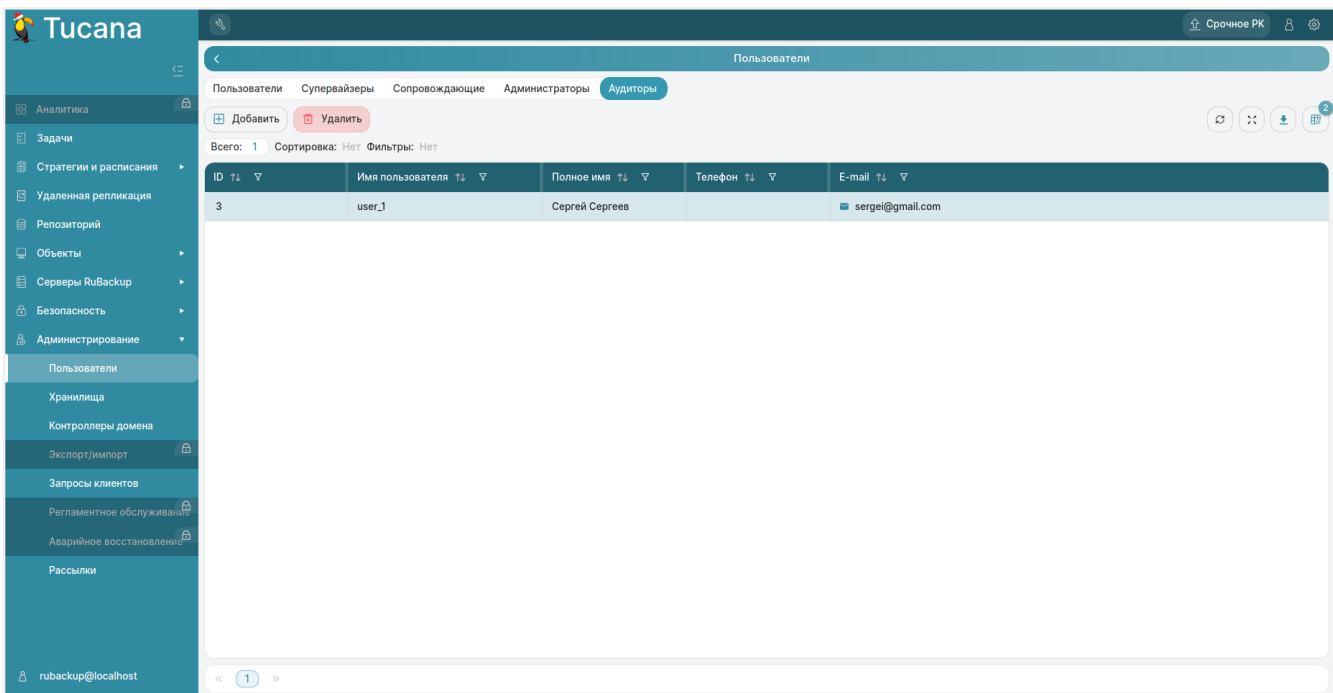 Tucana
Срочное РК
Пользователи
Пользователи Супервайзеры Сопровождающие Администраторы Аудиторы
Аналитика
Добавить Удалить
2
Задачи
Всего: 1 Сортировка: Нет Фильтры: Нет
Стратегии и расписания
ID Имя пользователя Полное имя Телефон E-mail
Удаленная репликация
3 user_1 Сергей Сергеев sergei@gmail.com
Репозиторий
Объекты
Серверы RuBackup
Безопасность
Администрирование
Пользователи
Хранилища
Контроллеры домена
Экспорт/импорт
Запросы клиентов
Регламентное обслуживание
Аварийное восстановление
Рассылки
rubackup@localhost
« 1 »